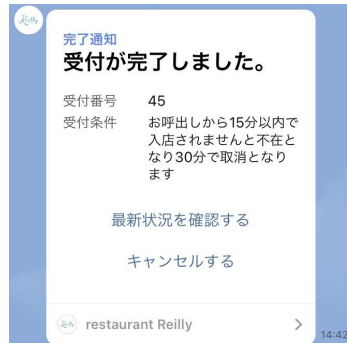 Reilly
完了通知
受付が完了しました。
受付番号 45
受付条件 お呼出しから15分以内で
入店されませんと不在と
なり30分で取消となり
ます
最新状況を確認する
キャンセルする
Reilly
restaurant Reilly
14:42